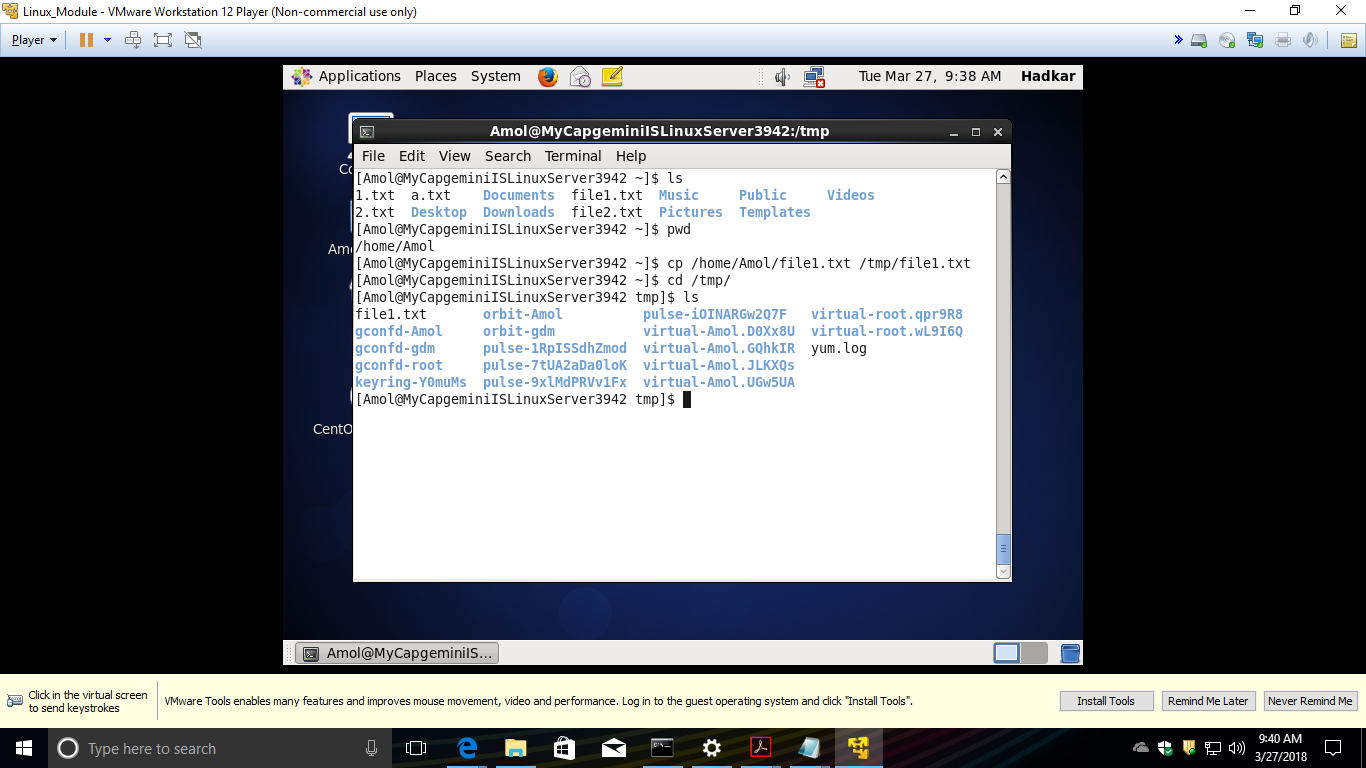 Linux_Module - VMware Workstation 12 Player (Non-commercial use only)
Player
Applications Places System Tue Mar 27, 9:38 AM Hadkar
Amol@MyCapgeminiISLinuxServer3942:/tmp
File Edit View Search Terminal Help
[Amol@MyCapgeminiISLinuxServer3942 ~]$ ls
1.txt a.txt Documents file1.txt Music Public Videos
2.txt Desktop Downloads file2.txt Pictures Templates
[Amol@MyCapgeminiISLinuxServer3942 ~]$ pwd
/home/Amol
[Amol@MyCapgeminiISLinuxServer3942 ~]$ cp /home/Amol/file1.txt /tmp/file1.txt
[Amol@MyCapgeminiISLinuxServer3942 ~]$ cd /tmp/
[Amol@MyCapgeminiISLinuxServer3942 tmp]$ ls
file1.txt orbit-Amol pulse-iOINARGw2Q7F virtual-root.qpr9R8
gconfd-Amol orbit-gdm virtual-Amol.D0Xx8U virtual-root.wL9I6Q
gconfd-gdm pulse-1RpISSdhZmod virtual-Amol.GQhkIR yum.log
gconfd-root pulse-7tUA2aDa0loK virtual-Amol.JLKXQs
keyring-Y0muMs pulse-9xlMdPRVv1Fx virtual-Amol.UGw5UA
[Amol@MyCapgeminiISLinuxServer3942 tmp]$
Amol@MyCapgeminiIS...
Click in the virtual screen
to send keystrokes
VMware Tools enables many features and improves mouse movement, video and performance. Log in to the guest operating system and click "Install Tools".
Install Tools Remind Me Later Never Remind Me
Type here to search
9:40 AM
3/27/2018